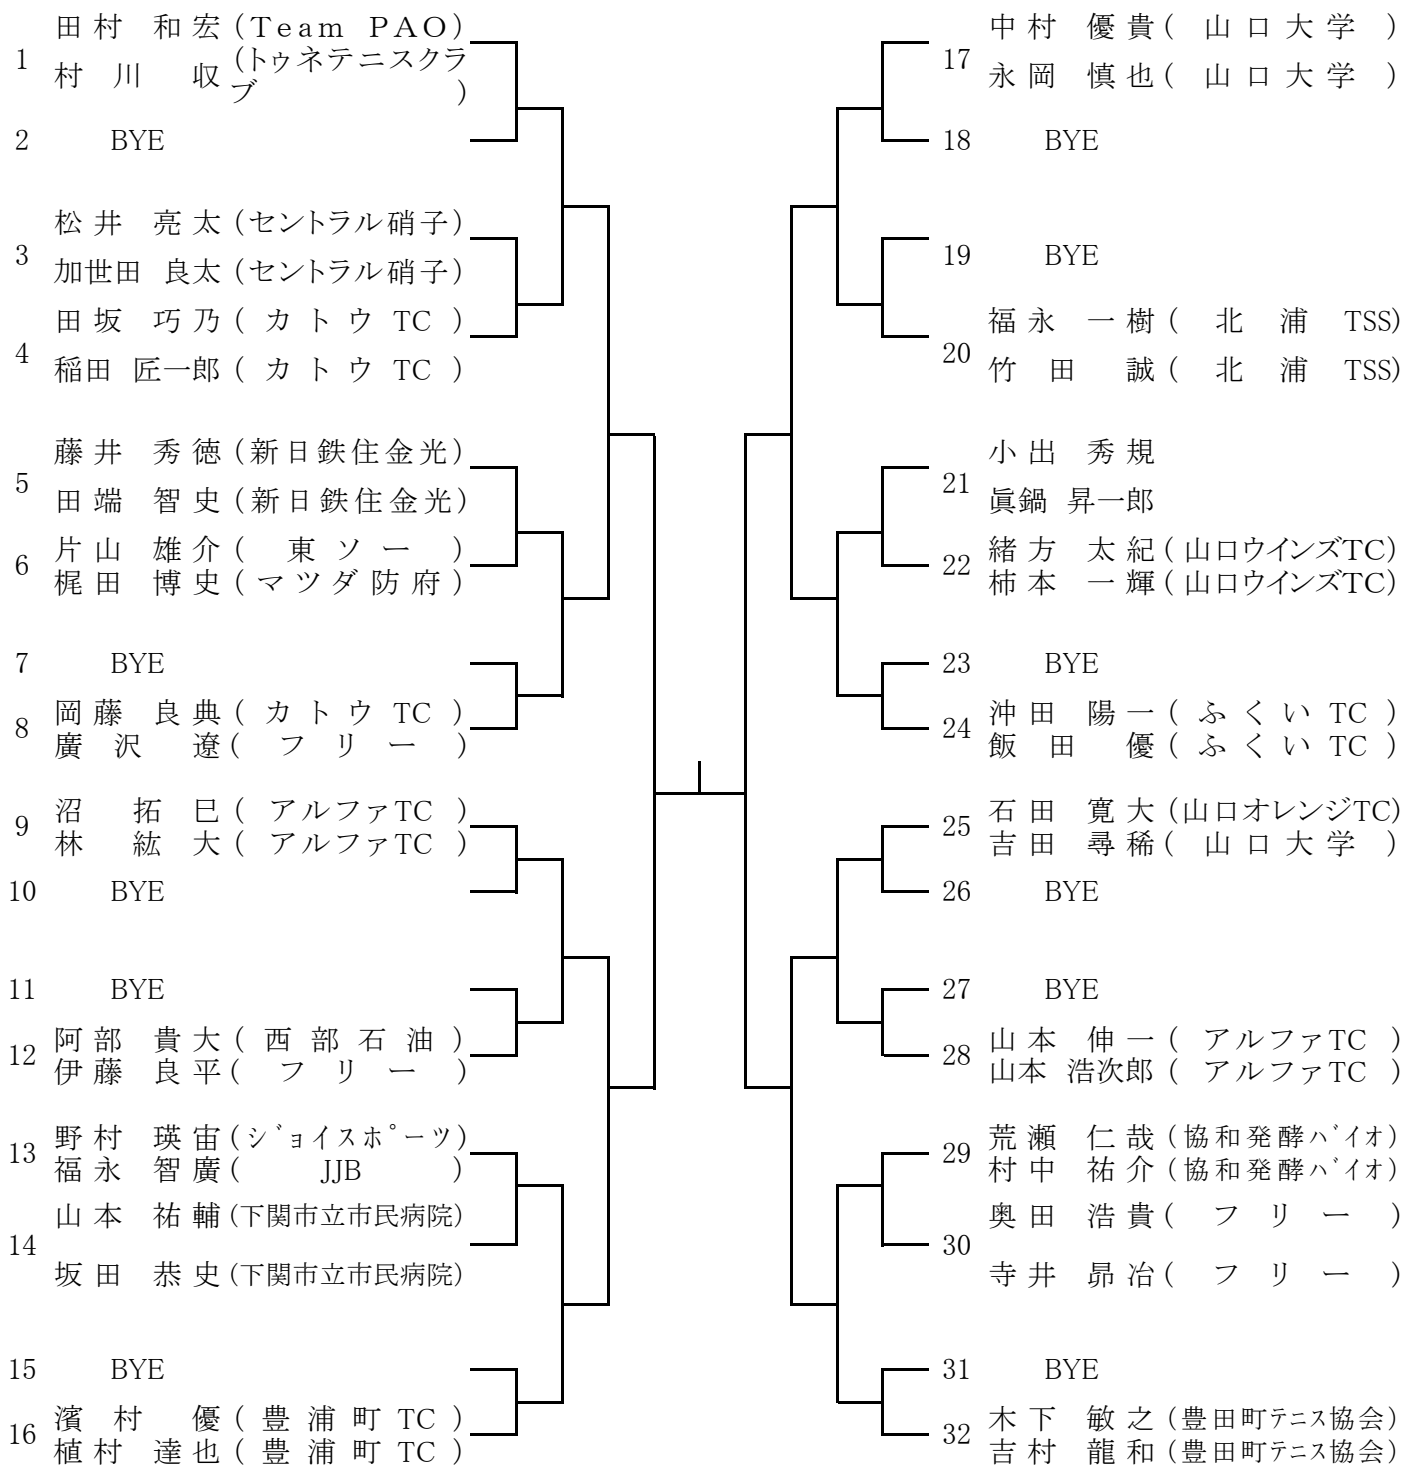 田村 和宏 (Team PAO)
1
村川 収 (トゥネテニスクラブ)
2 BYE
松井 亮太 (セントラル硝子)
3
加世田 良太 (セントラル硝子)
田坂 巧乃 (カトウ TC)
4
稲田 匠一郎 (カトウ TC)
藤井 秀徳 (新日鉄住金光)
5
田端 智史 (新日鉄住金光)
片山 雄介 (東ソー)
6
梶田 博史 (マツダ防府)
7 BYE
岡藤 良典 (カトウ TC)
8
廣沢 遼 (フリー)
沼 拓巳 (アルファTC)
9
林 紘大 (アルファTC)
10 BYE
11 BYE
阿部 貴大 (西部石油)
12
伊藤 良平 (フリー)
野村 瑛宙 (ジョイスポーツ)
13
福永 智廣 (JJB)
山本 祐輔 (下関市立市民病院)
14
坂田 恭史 (下関市立市民病院)
15 BYE
濱村 優 (豊浦町 TC)
16
植村 達也 (豊浦町 TC)
中村 優貴 (山口大学)
17
永岡 慎也 (山口大学)
18 BYE
19 BYE
福永 一樹 (北浦 TSS)
20
竹田 誠 (北浦 TSS)
小出 秀規
21
眞鍋 昇一郎
緒方 太紀 (山口ウインズTC)
22
柿本 一輝 (山口ウインズTC)
23 BYE
沖田 陽一 (ふくい TC)
24
飯田 優 (ふくい TC)
石田 寛大 (山口オレンジTC)
25
吉田 尋稀 (山口大学)
26 BYE
27 BYE
山本 伸一 (アルファTC)
28
山本 浩次郎 (アルファTC)
荒瀬 仁哉 (協和発酵バイオ)
29
村中 祐介 (協和発酵バイオ)
奥田 浩貴 (フリー)
30
寺井 昴冶 (フリー)
31 BYE
木下 敏之 (豊田町テニス協会)
32
吉村 龍和 (豊田町テニス協会)